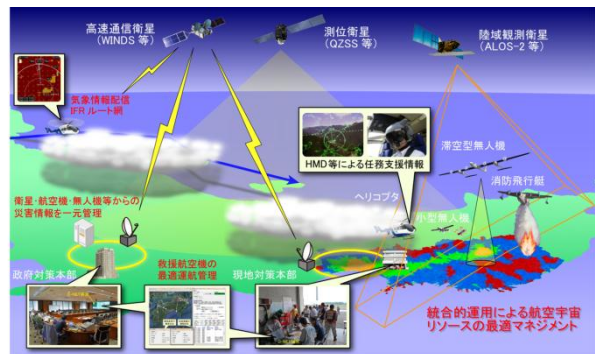 高速通信衛星
(WINDS 等)
測位衛星
(QZSS 等)
陸域観測衛星
(ALOS-2 等)
気象情報配信
IFR ルート網
HMD等による任務支援情報
滞空型無人機
消防飛行艇
ヘリコプタ
小型無人機
衛星・航空機・無人機等からの
災害情報を一元管理
政府対策本部
救援航空機の
最適運航管理
現地対策本部
統合的運用による航空宇宙
リソースの最適マネジメント